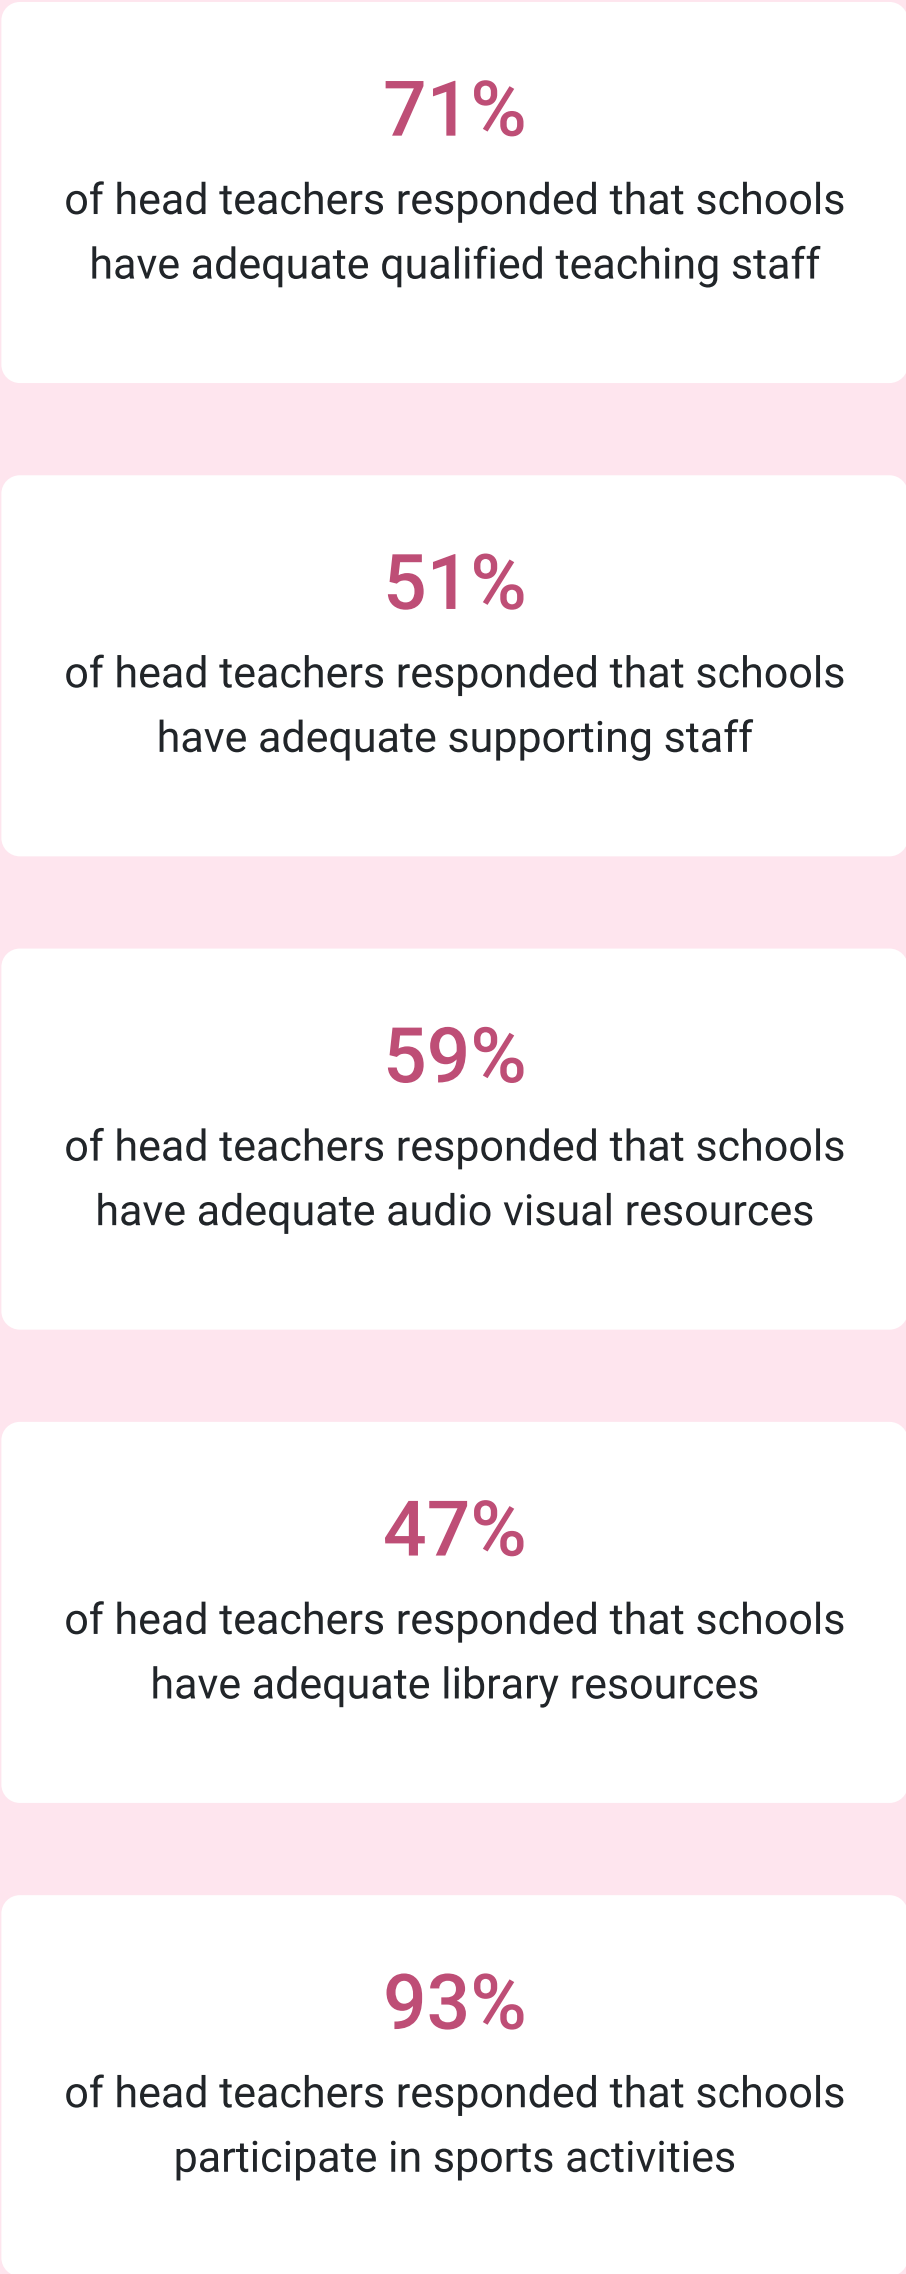 71%
of head teachers responded that schools
have adequate qualified teaching staff
51%
of head teachers responded that schools
have adequate supporting staff
59%
of head teachers responded that schools
have adequate audio visual resources
47%
of head teachers responded that schools
have adequate library resources
93%
of head teachers responded that schools
participate in sports activities